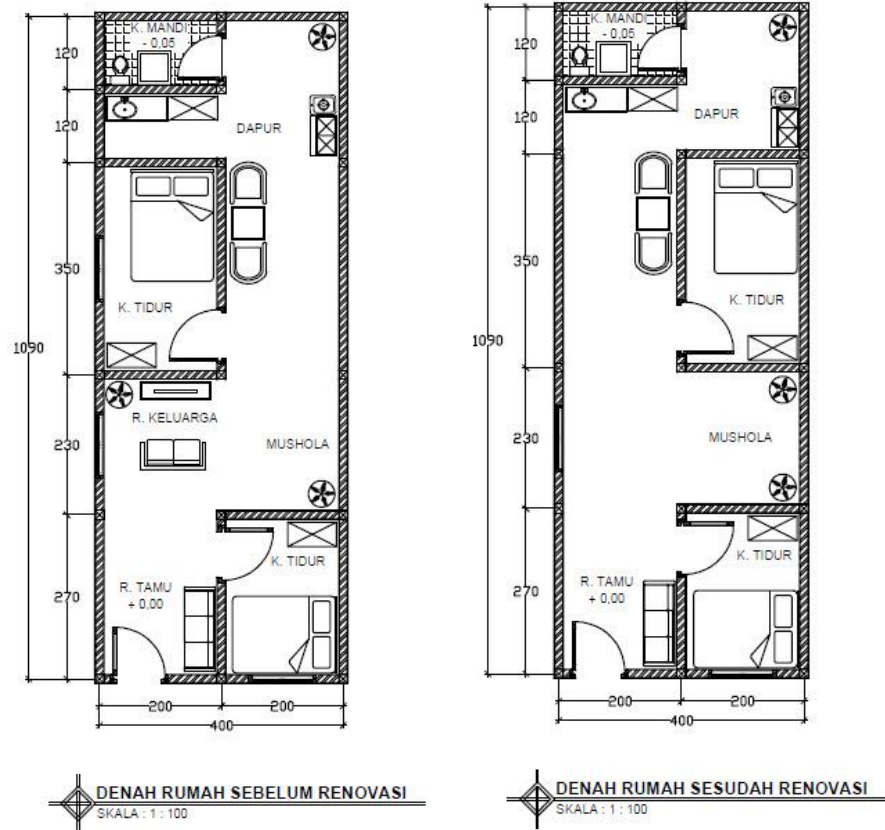 K. MANDI
- 0,05
120
120
DAPUR
350
K. TIDUR
1090
R. KELUARGA
230
MUSHOLA
K. TIDUR
R. TAMU
+ 0,00
270
200
200
400
DENAH RUMAH SEBELUM RENOVASI
SKALA : 1 : 100
K. MANDI
- 0,05
120
120
DAPUR
350
K. TIDUR
1090
230
MUSHOLA
K. TIDUR
R. TAMU
+ 0,00
270
200
200
400
DENAH RUMAH SESUDAH RENOVASI
SKALA : 1 : 100